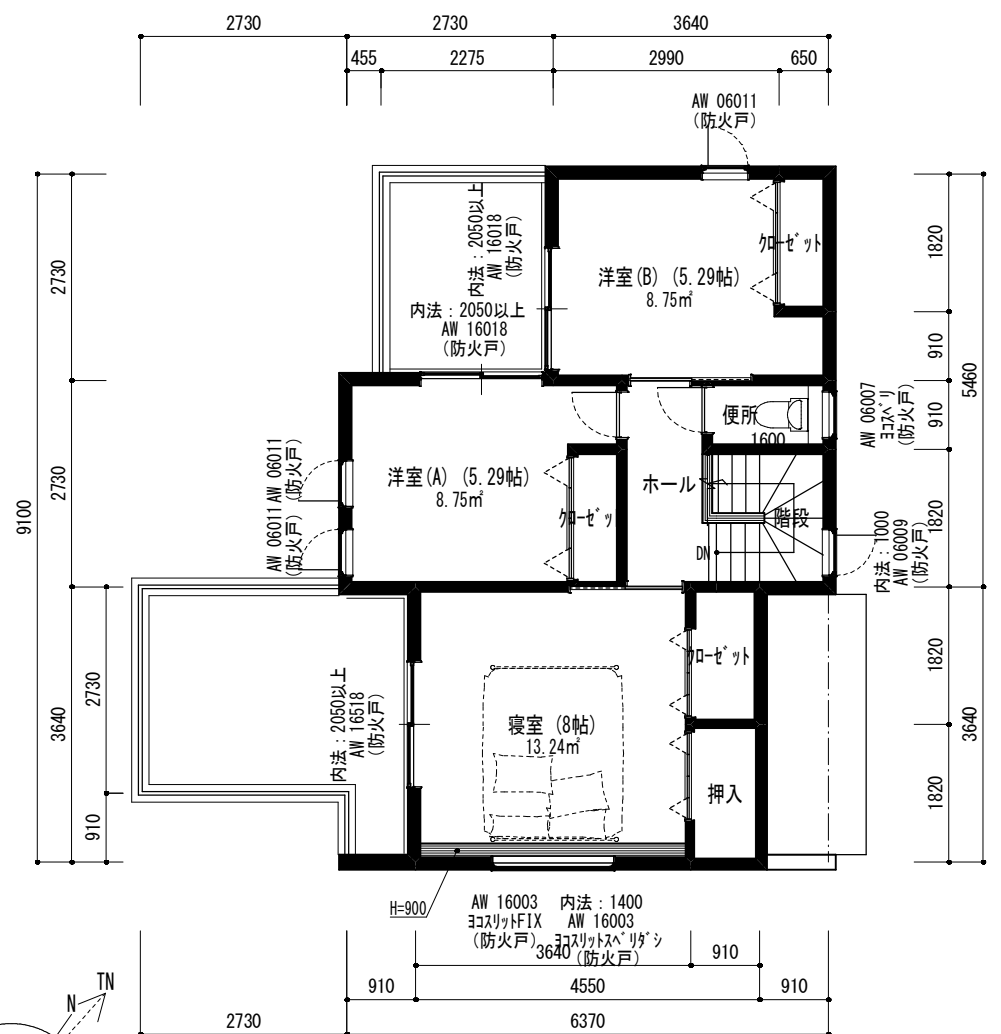 2730
2730
3640
455
2275
2990
650
AW 06011
(防火戸)
9100
2730
2730
3640
2730
910
内法：2050以上
AW 16018
(防火戸)
内法：2050以上
AW 16018
(防火戸)
洋室(B) (5.29帖)
8.75㎡
クローゼット
1820
910
910
1820
5460
1820
1820
3640
洋室(A) (5.29帖)
8.75㎡
クローゼッ
便所
1600
ホール
階段
DN
AW 06007
ヨコスベリ
(防火戸)
内法：1000
AW 06009
(防火戸)
AW 06011
(防火戸)
AW 06011
(防火戸)
内法：2050以上
AW 16518
(防火戸)
寝室 (8帖)
13.24㎡
クローゼット
押入
H=900
AW 16003
ヨコスリットFIX
(防火戸)
内法：1400
AW 16003
ヨコスリットスベリダシ
(防火戸)
3640
910
910
4550
910
2730
6370
N
TN